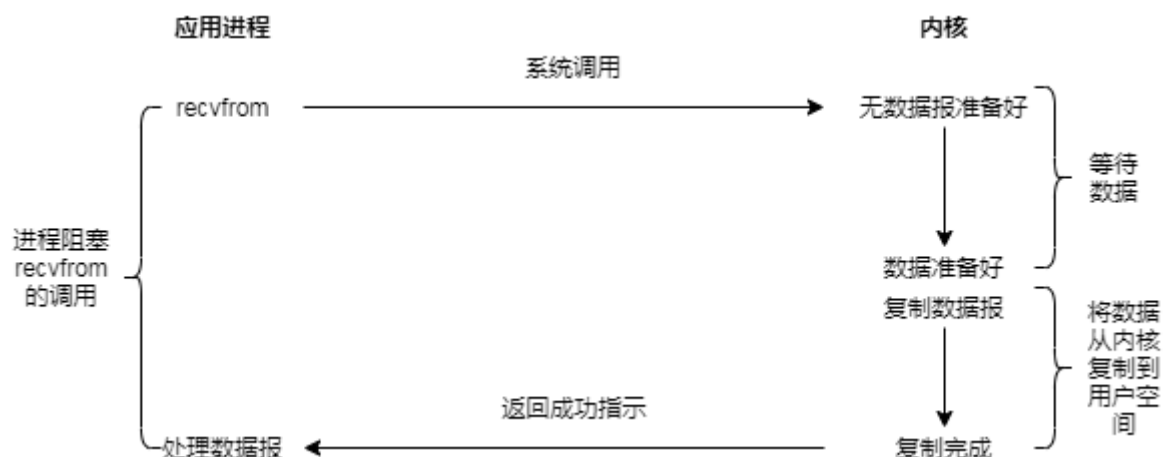 应用进程
内核
系统调用
recvfrom
无数据报准备好
等待
数据
进程阻塞
recvfrom
的调用
数据准备好
复制数据报
将数据
从内核
复制到
用户空
间
返回成功指示
处理数据报
复制完成